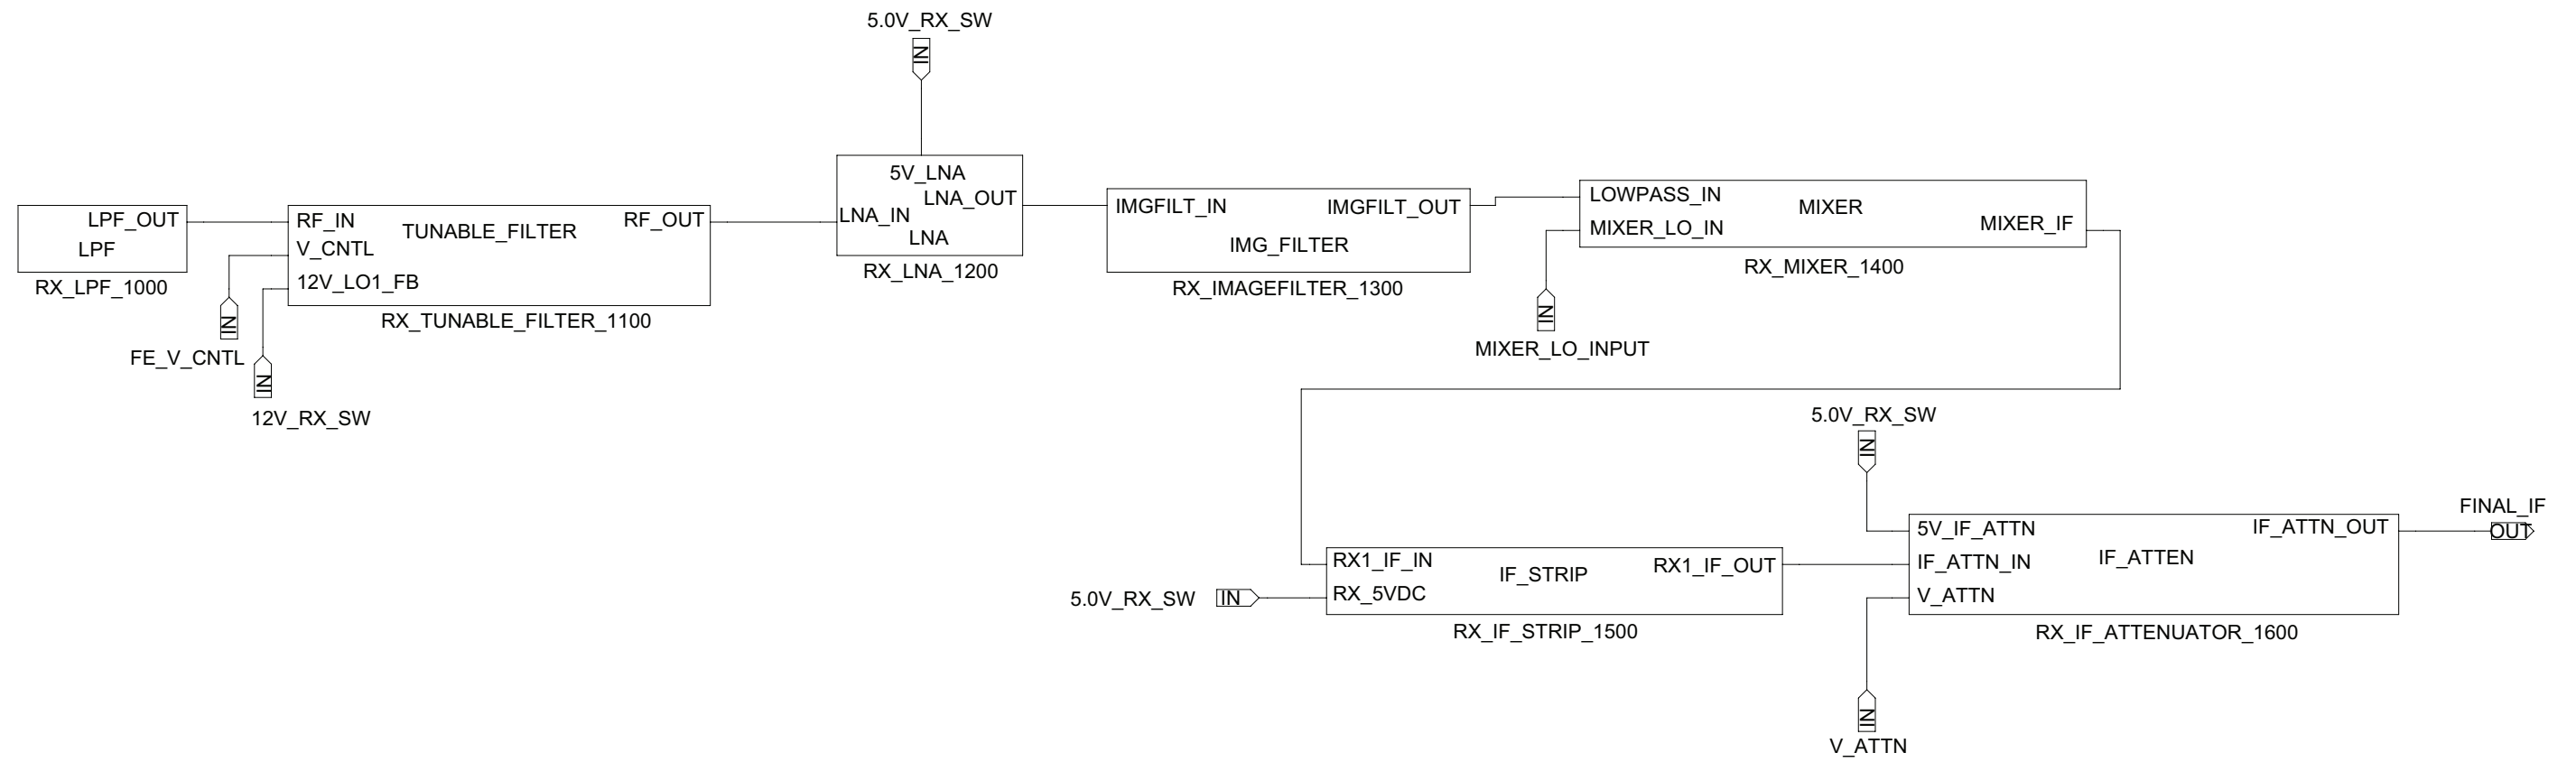 5.0V_RX_SW
IN
5V_LNA
LNA_OUT
LNA_IN
LNA
RX_LNA_1200
LPF_OUT
LPF
RX_LPF_1000
RF_IN
TUNABLE_FILTER
RF_OUT
V_CNTL
12V_LO1_FB
RX_TUNABLE_FILTER_1100
IN
FE_V_CNTL
IN
12V_RX_SW
IMGFILT_IN
IMGFILT_OUT
IMG_FILTER
RX_IMAGEFILTER_1300
LOWPASS_IN
MIXER
MIXER_LO_IN
MIXER_IF
RX_MIXER_1400
IN
MIXER_LO_INPUT
5.0V_RX_SW
IN
RX1_IF_IN
IF_STRIP
RX1_IF_OUT
RX_5VDC
5.0V_RX_SW
IN
RX_IF_STRIP_1500
5V_IF_ATTN
IF_ATTN_OUT
IF_ATTN_IN
IF_ATTEN
V_ATTN
RX_IF_ATTENUATOR_1600
FINAL_IF
OUT
IN
V_ATTN